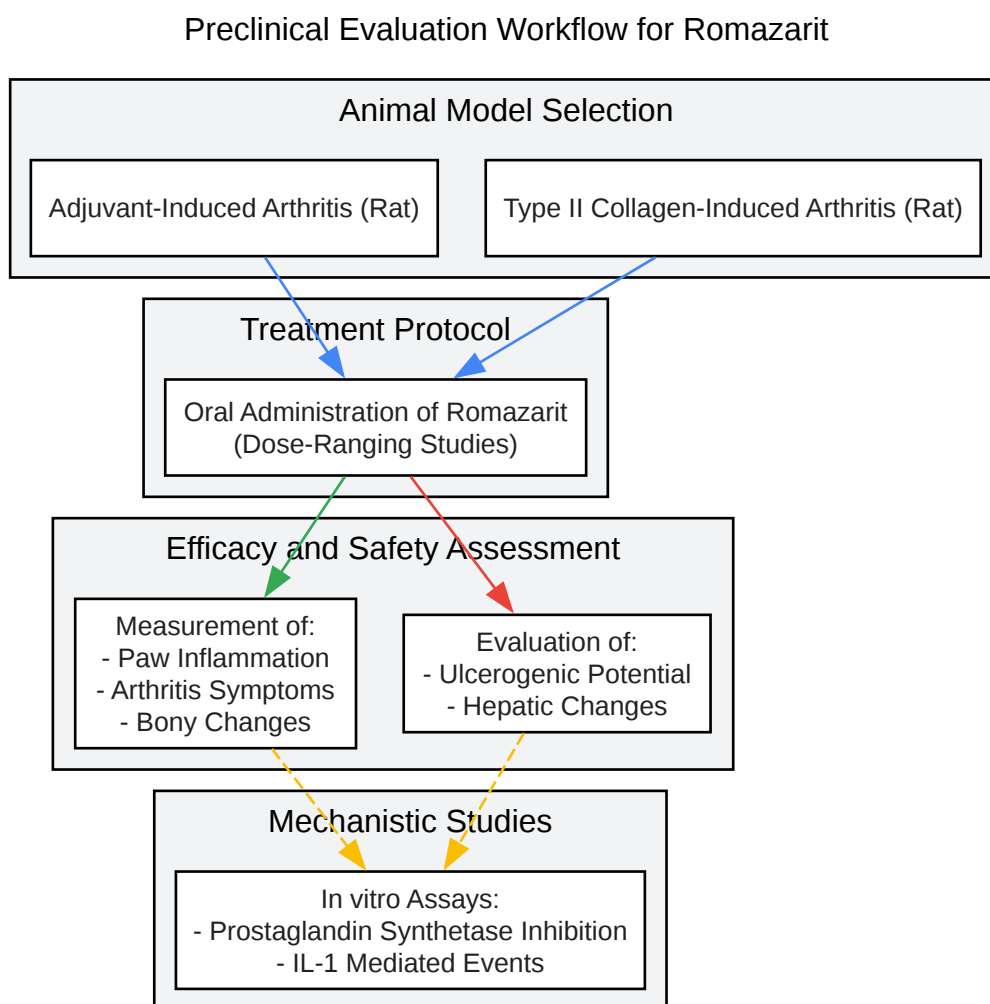 Preclinical Evaluation Workflow for Romazarit
Animal Model Selection
Adjuvant-Induced Arthritis (Rat)
Type II Collagen-Induced Arthritis (Rat)
Treatment Protocol
Oral Administration of Romazarit
(Dose-Ranging Studies)
Efficacy and Safety Assessment
Measurement of:
- Paw Inflammation
- Arthritis Symptoms
- Bony Changes
Evaluation of:
- Ulcerogenic Potential
- Hepatic Changes
Mechanistic Studies
In vitro Assays:
- Prostaglandin Synthetase Inhibition
- IL-1 Mediated Events